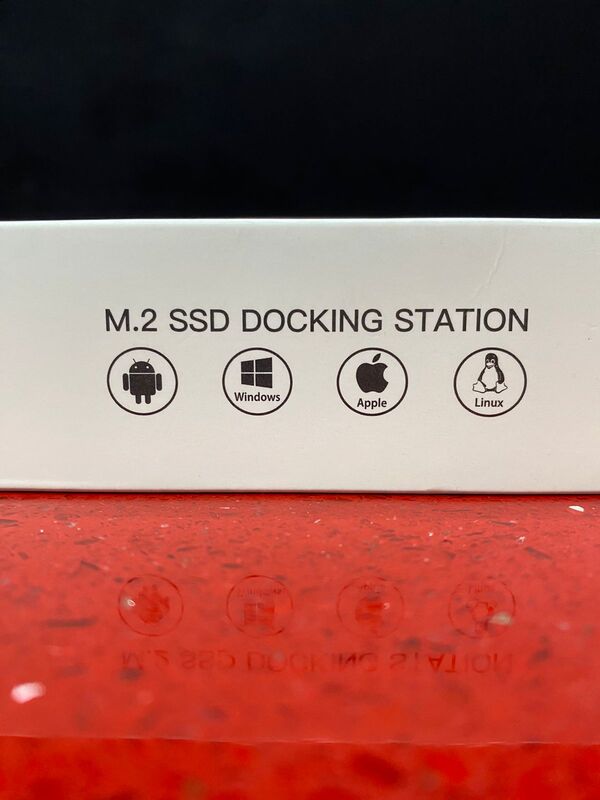 M.2 SSD DOCKING STATION
Windows Apple Linux